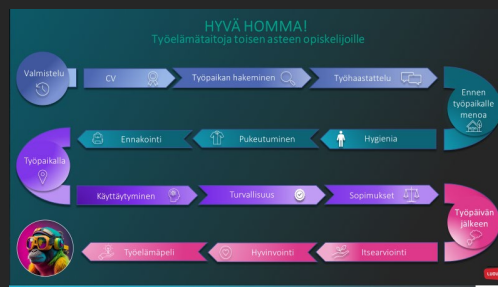 HYVÄ HOMMA!
Työelämätaitoja toisen asteen opiskelijoille
Valmistelu
CV
Työpaikan hakeminen
Työhaastattelu
Ennen
työpaikalle
menoa
Ennakointi
Pukeutuminen
Hygienia
Työpaikalla
Käyttäytyminen
Turvallisuus
Sopimukset
Työpäivän
jälkeen
Työelämäpeli
Hyvinvointi
Itsearviointi